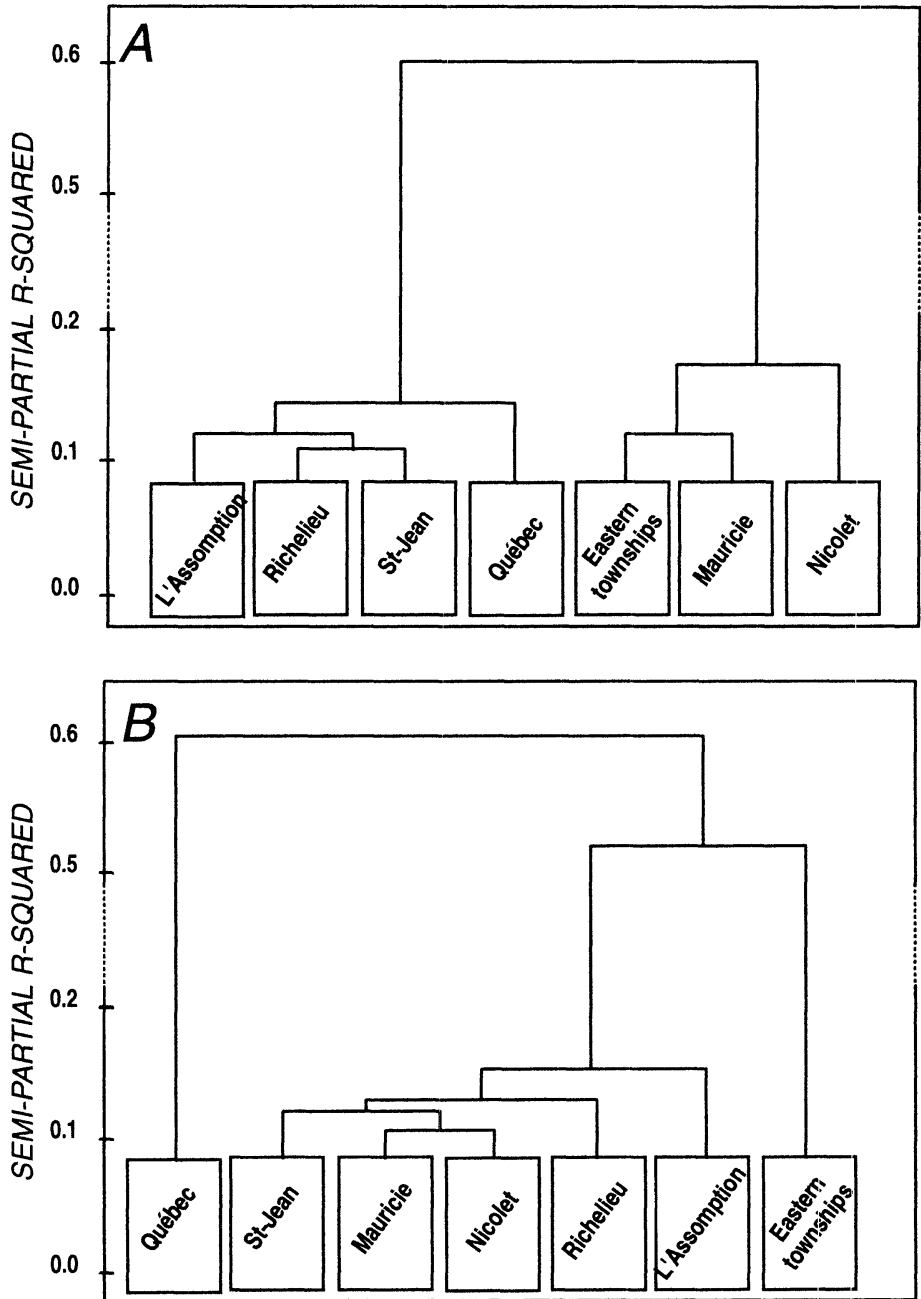 A
SEMI-PARTIAL R-SQUARED
0.6
0.5
0.2
0.1
0.0
L'Assomption
Richelieu
St-Jean
Québec
Eastern
townships
Mauricie
Nicolet
B
SEMI-PARTIAL R-SQUARED
0.6
0.5
0.2
0.1
0.0
Québec
St-Jean
Mauricie
Nicolet
Richelieu
L'Assomption
Eastern
townships